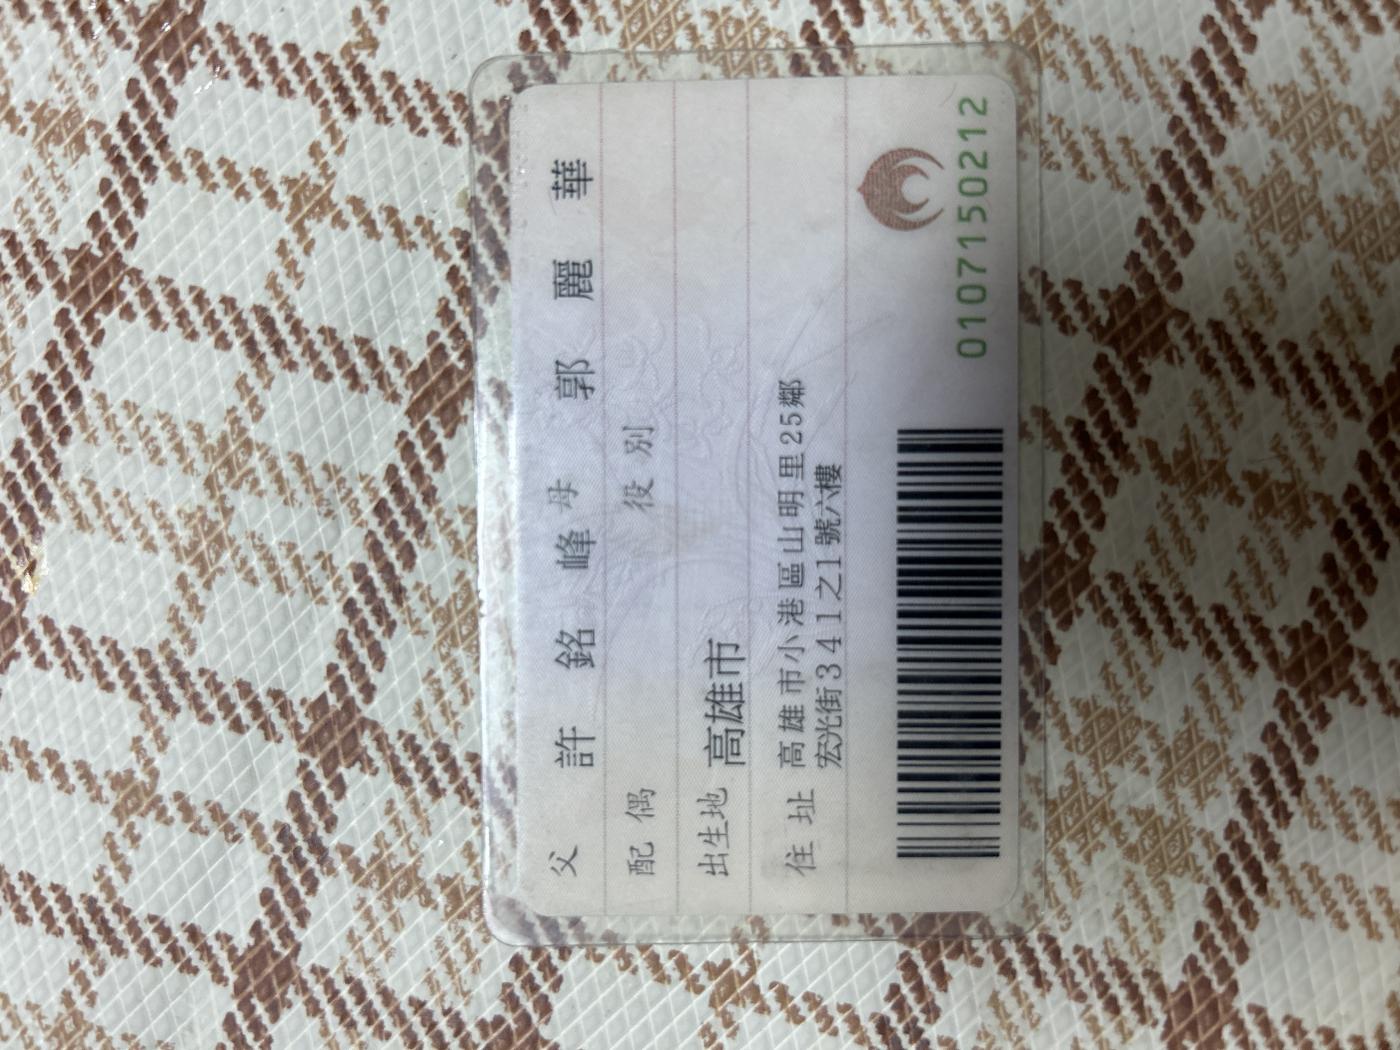 父 許銘峰 母 郭麗華
配偶 役別
出生地 高雄市
住址 高雄市小港區山明里25鄰
宏光街341之1號六樓
0107150212